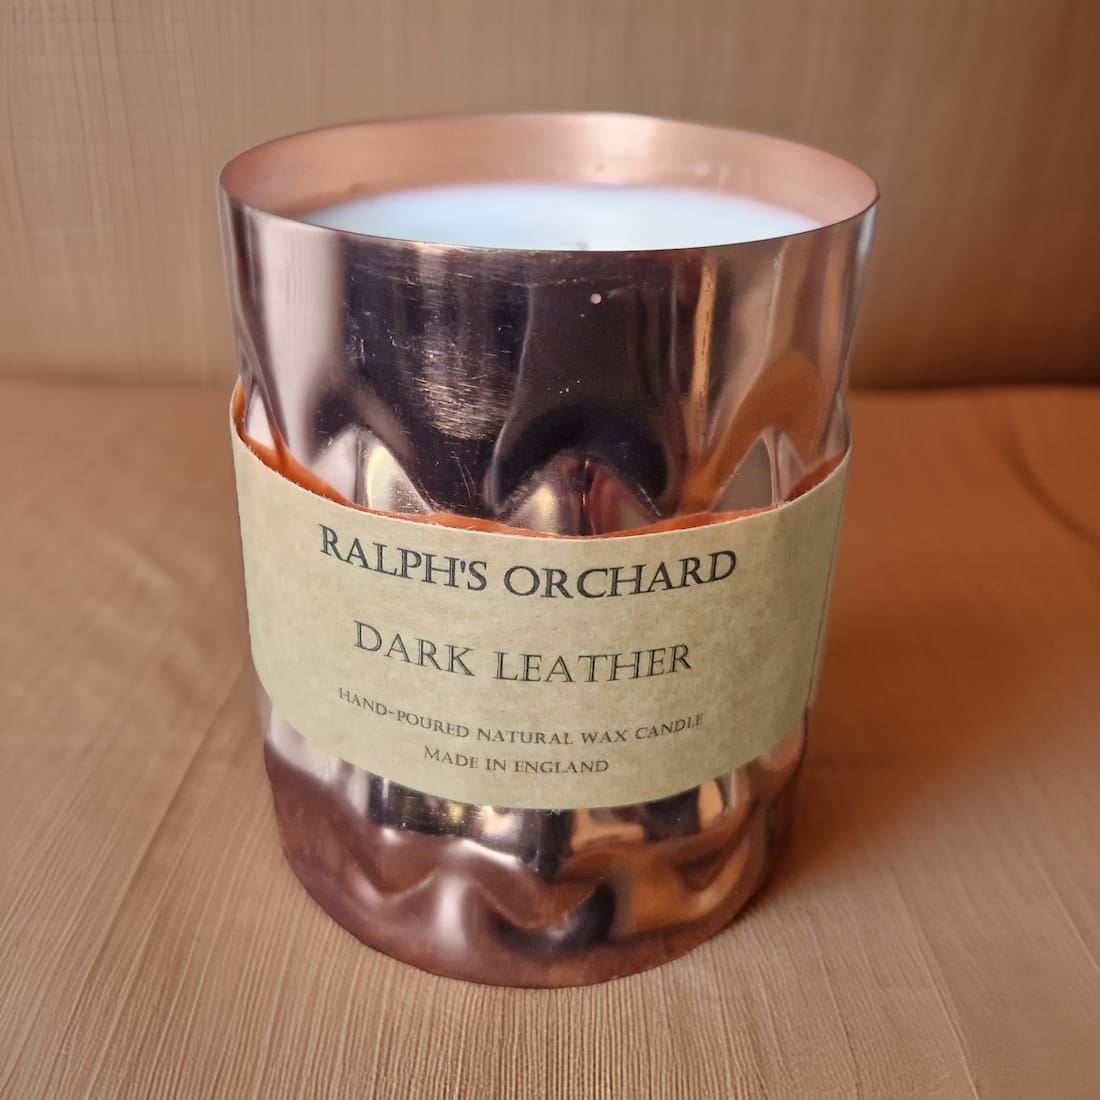 RALPH'S ORCHARD
DARK LEATHER
HAND-POURED NATURAL WAX CANDLE
MADE IN ENGLAND